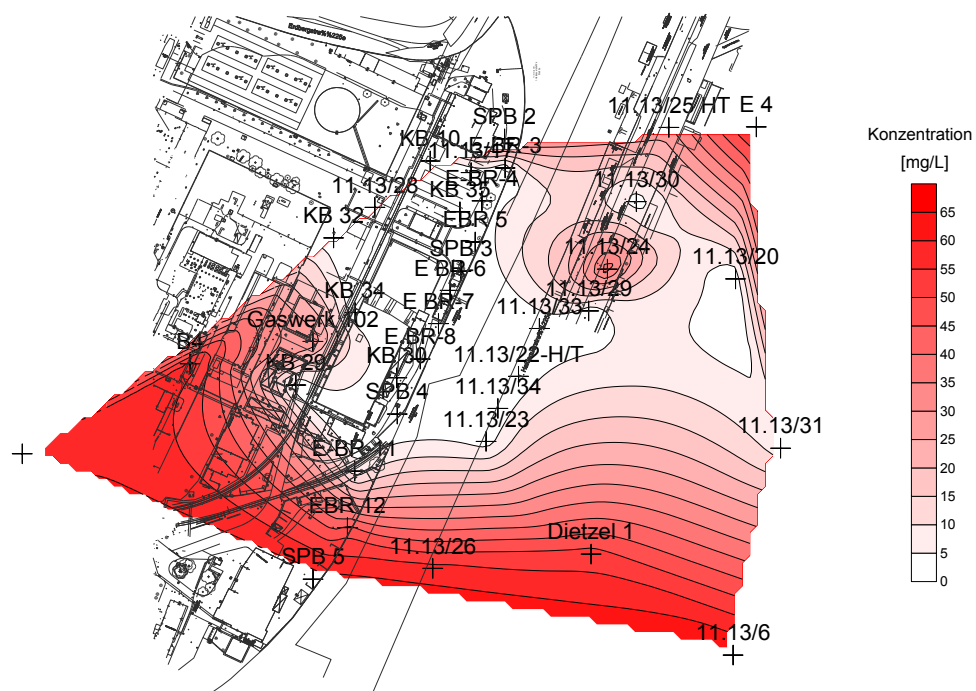 Erdbergstra%%225e
SPB 2
11.13/25 HT
E 4
Konzentration
[mg/L]
KB 10
E-BR-3
E-BR-4
11.13/30
11.13/28
KB 35
KB 32
EBR 5
SPB 3
11.13/24
11.13/20
E BR-6
KB 34
11.13/29
E BR-7
11.13/33
Gaswerk 102
E BR-8
B4
KB 29
KB 30
11.13/22-H/T
SPB 4
11.13/34
11.13/23
11.13/31
E-BR 11
EBR 12
Dietzel 1
11.13/26
SPB 5
11.13/6
65
60
55
50
45
40
35
30
25
20
15
10
5
0